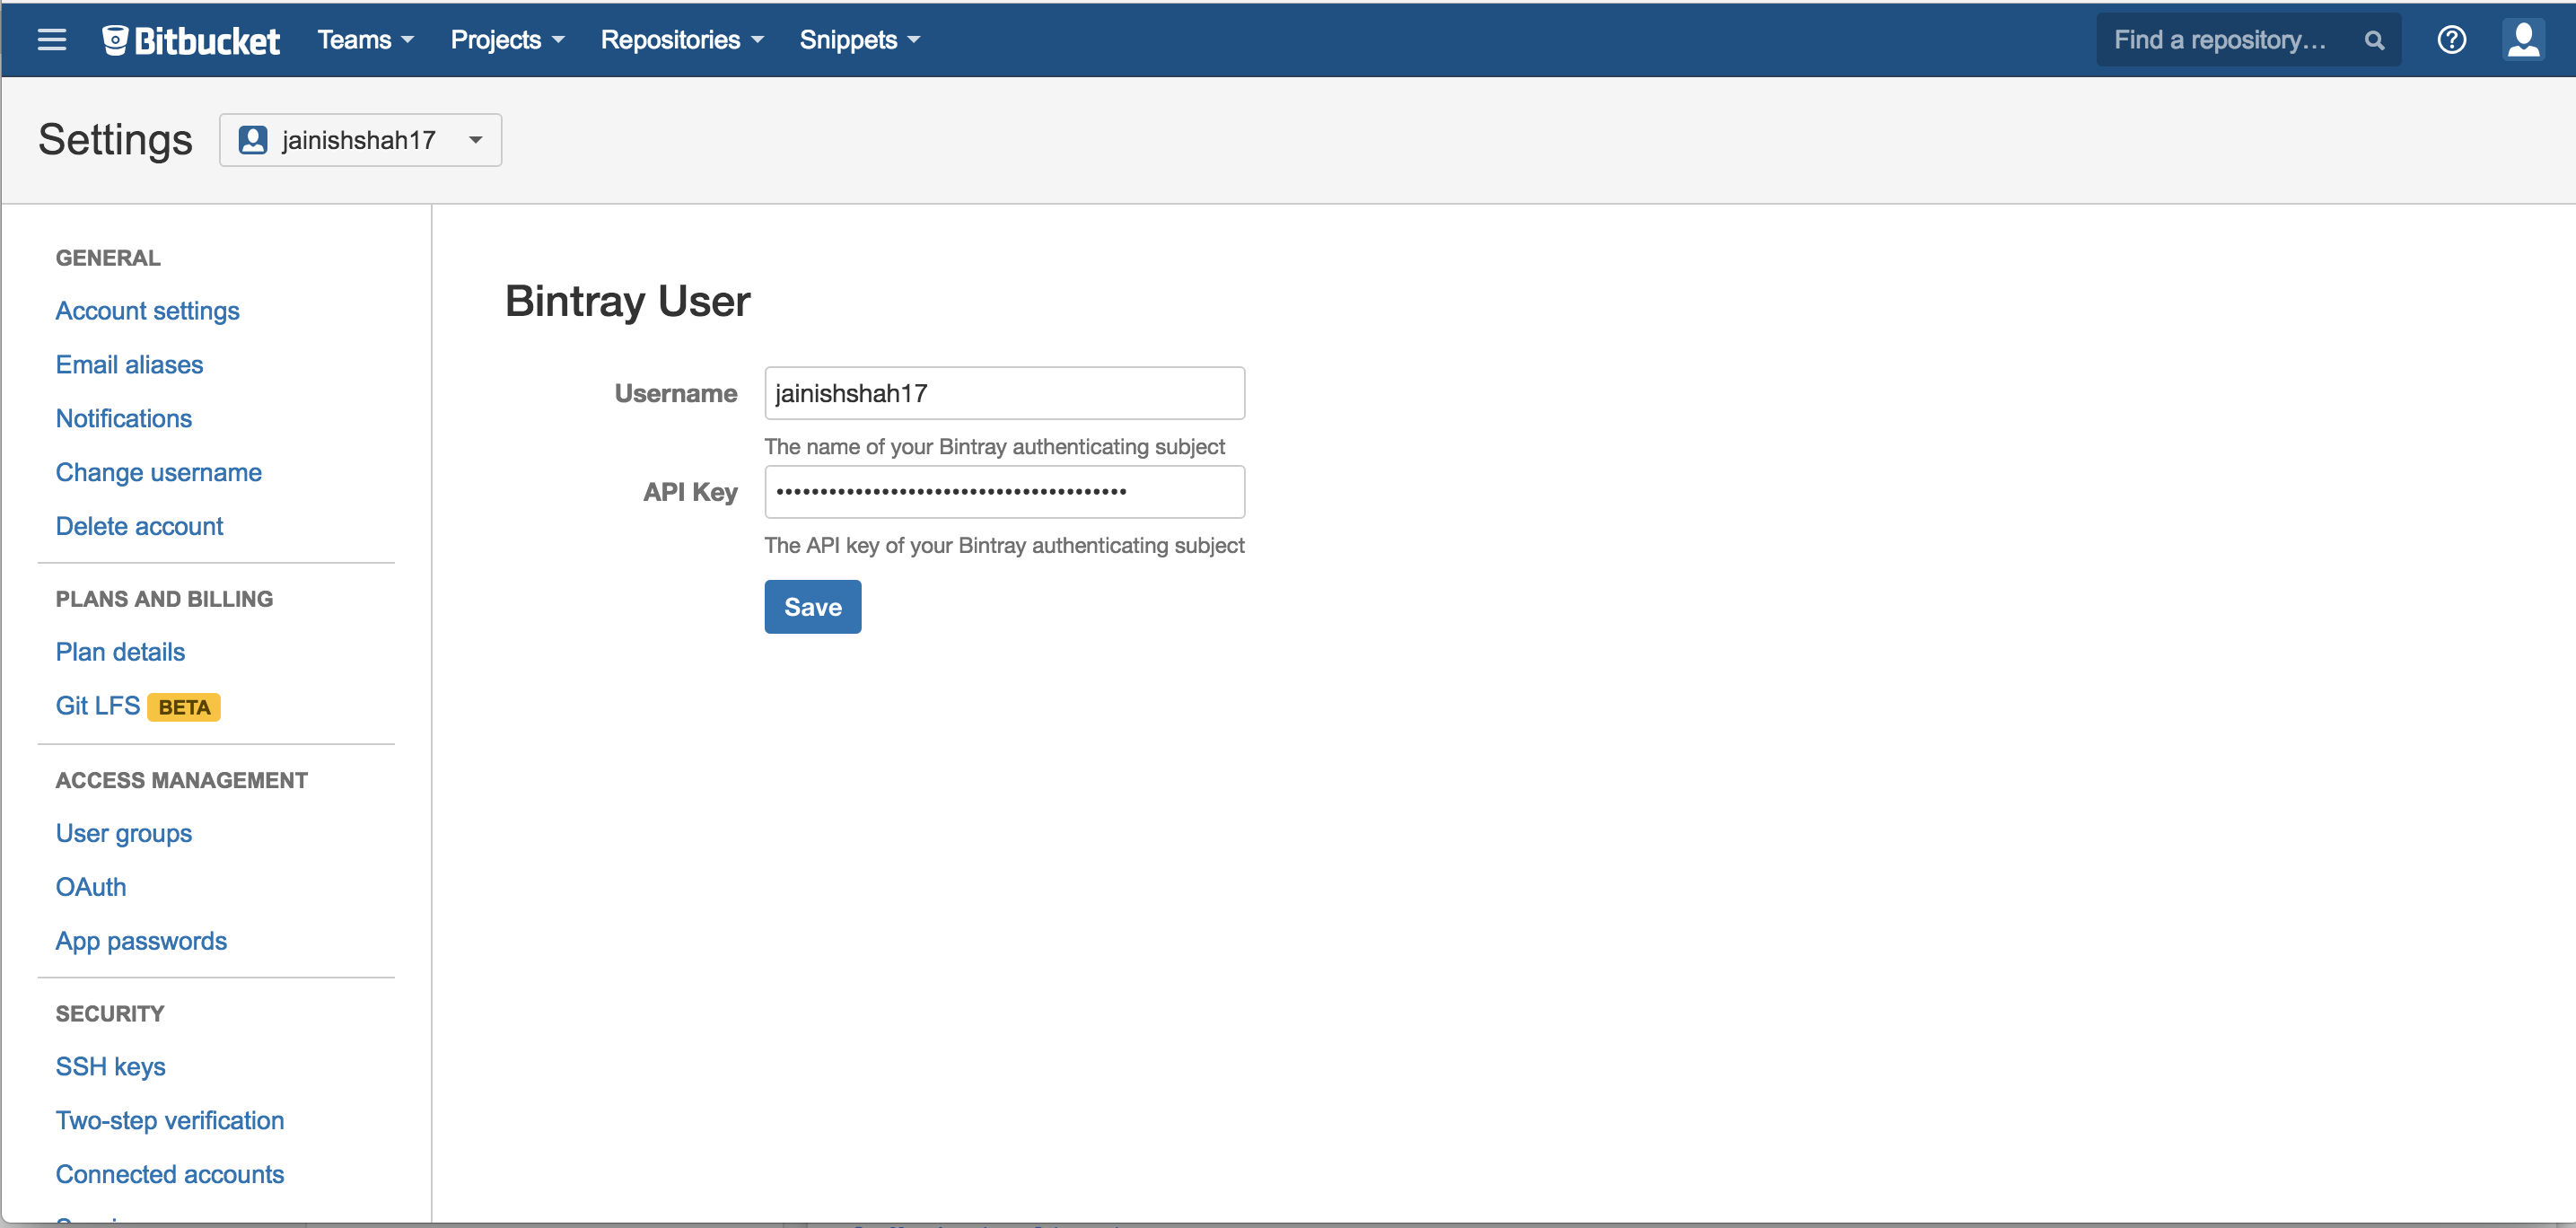 Bitbucket Teams Projects Repositories Snippets Find a repository...
Settings jainishshah17
GENERAL
Account settings
Email aliases
Notifications
Change username
Delete account
PLANS AND BILLING
Plan details
Git LFS BETA
ACCESS MANAGEMENT
User groups
OAuth
App passwords
SECURITY
SSH keys
Two-step verification
Connected accounts
Bintray User
Username jainishshah17
The name of your Bintray authenticating subject
API Key ••••••••••••••••••••••••••••••••••••••••
The API key of your Bintray authenticating subject
Save